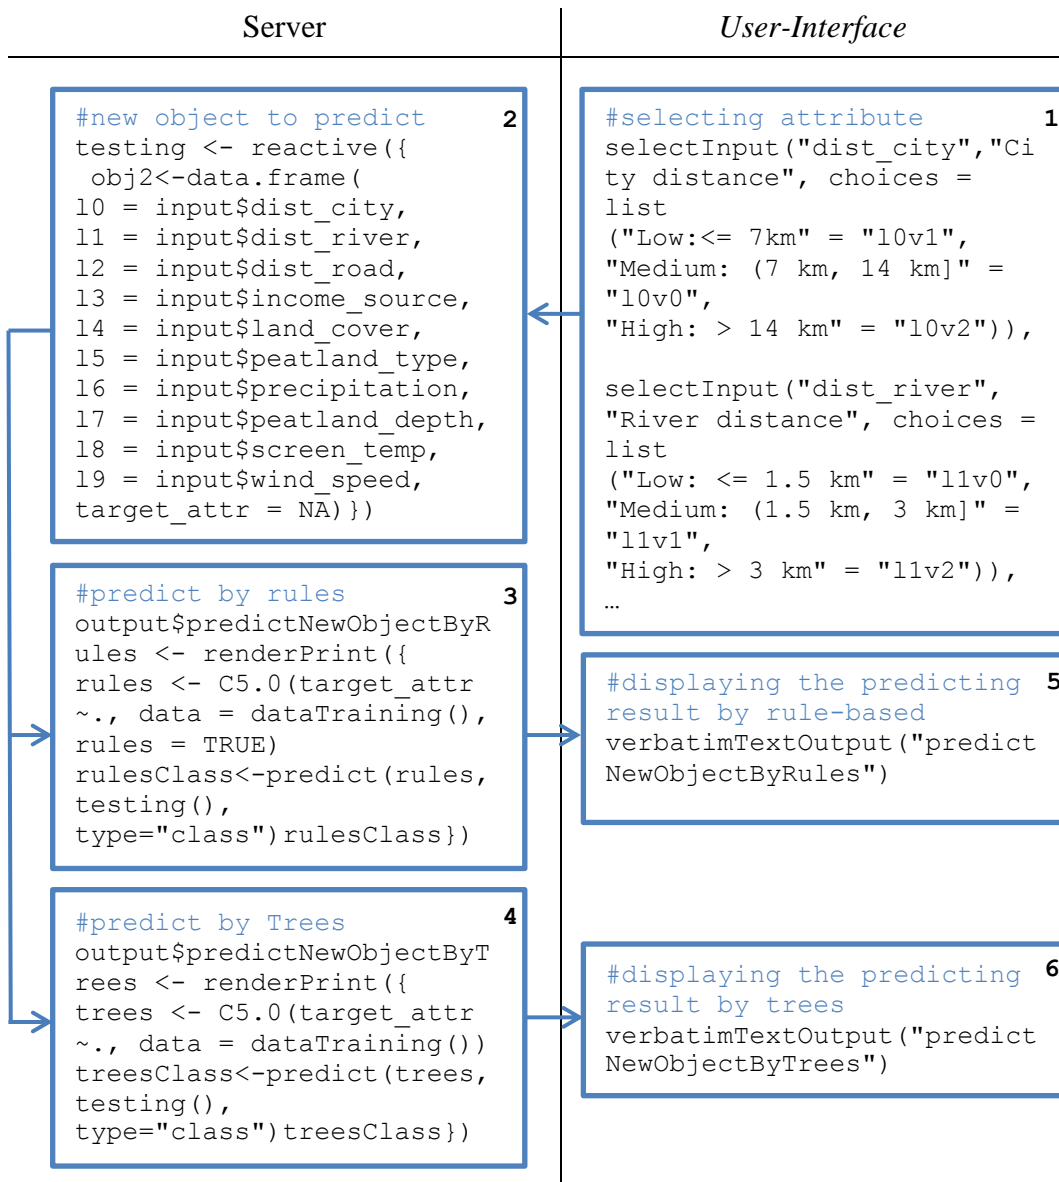 Server
User-Interface
#new object to predict
2
testing <- reactive({
obj2<-data.frame(
l0 = input$dist_city,
l1 = input$dist_river,
l2 = input$dist_road,
l3 = input$income_source,
l4 = input$land_cover,
l5 = input$peatland_type,
l6 = input$precipitation,
l7 = input$peatland_depth,
l8 = input$screen_temp,
l9 = input$wind_speed,
target_attr = NA)})
#selecting attribute
1
selectInput("dist_city","Ci
ty distance", choices =
list
("Low:<= 7km" = "l0v1",
"Medium: (7 km, 14 km]" =
"l0v0",
"High: > 14 km" = "l0v2")),
selectInput("dist_river",
"River distance", choices =
list
("Low: <= 1.5 km" = "l1v0",
"Medium: (1.5 km, 3 km]" =
"l1v1",
"High: > 3 km" = "l1v2")),
…
#predict by rules
3
output$predictNewObjectByR
ules <- renderPrint({
rules <- C5.0(target_attr
~., data = dataTraining(),
rules = TRUE)
rulesClass<-predict(rules,
testing(),
type="class")rulesClass})
#displaying the predicting
5
result by rule-based
verbatimTextOutput("predict
NewObjectByRules")
#predict by Trees
4
output$predictNewObjectByT
rees <- renderPrint({
trees <- C5.0(target_attr
~., data = dataTraining())
treesClass<-predict(trees,
testing(),
type="class")treesClass})
#displaying the predicting
6
result by trees
verbatimTextOutput("predict
NewObjectByTrees")